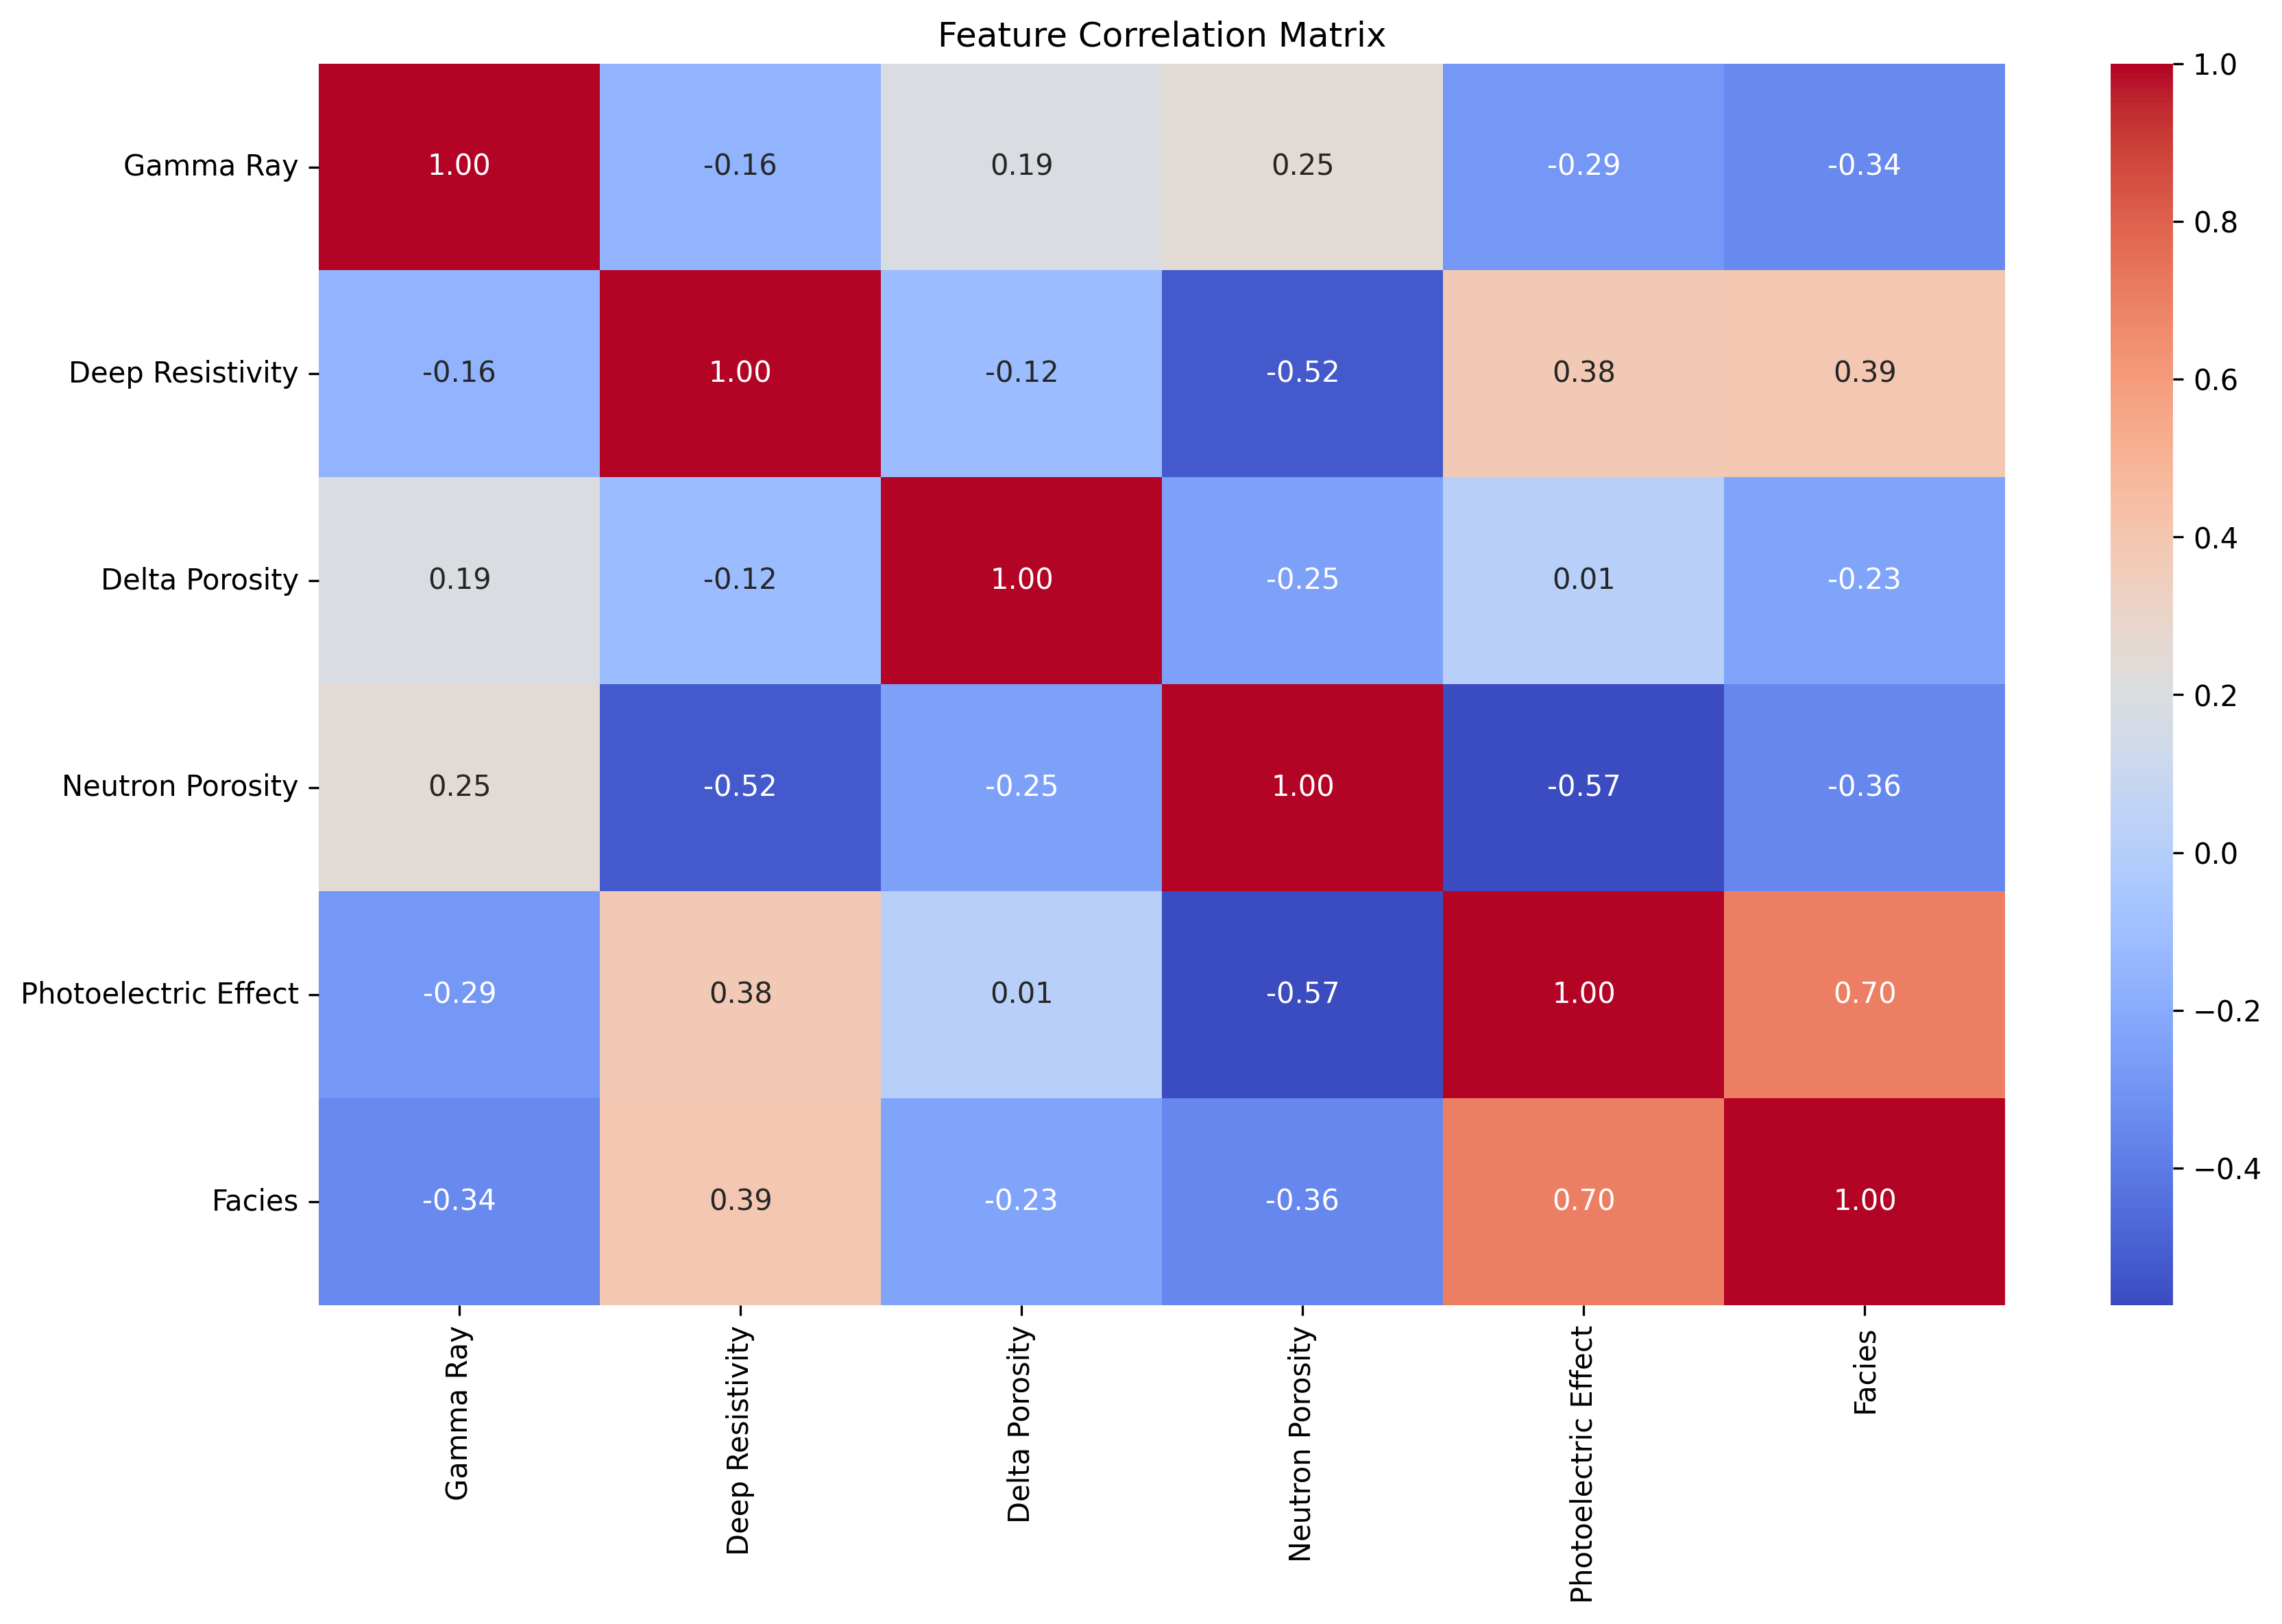 Feature Correlation Matrix
Gamma Ray 1.00 -0.16 0.19 0.25 -0.29 -0.34
Deep Resistivity -0.16 1.00 -0.12 -0.52 0.38 0.39
Delta Porosity 0.19 -0.12 1.00 -0.25 0.01 -0.23
Neutron Porosity 0.25 -0.52 -0.25 1.00 -0.57 -0.36
Photoelectric Effect -0.29 0.38 0.01 -0.57 1.00 0.70
Facies -0.34 0.39 -0.23 -0.36 0.70 1.00
Gamma Ray
Deep Resistivity
Delta Porosity
Neutron Porosity
Photoelectric Effect
Facies
1.0
0.8
0.6
0.4
0.2
0.0
−0.2
−0.4